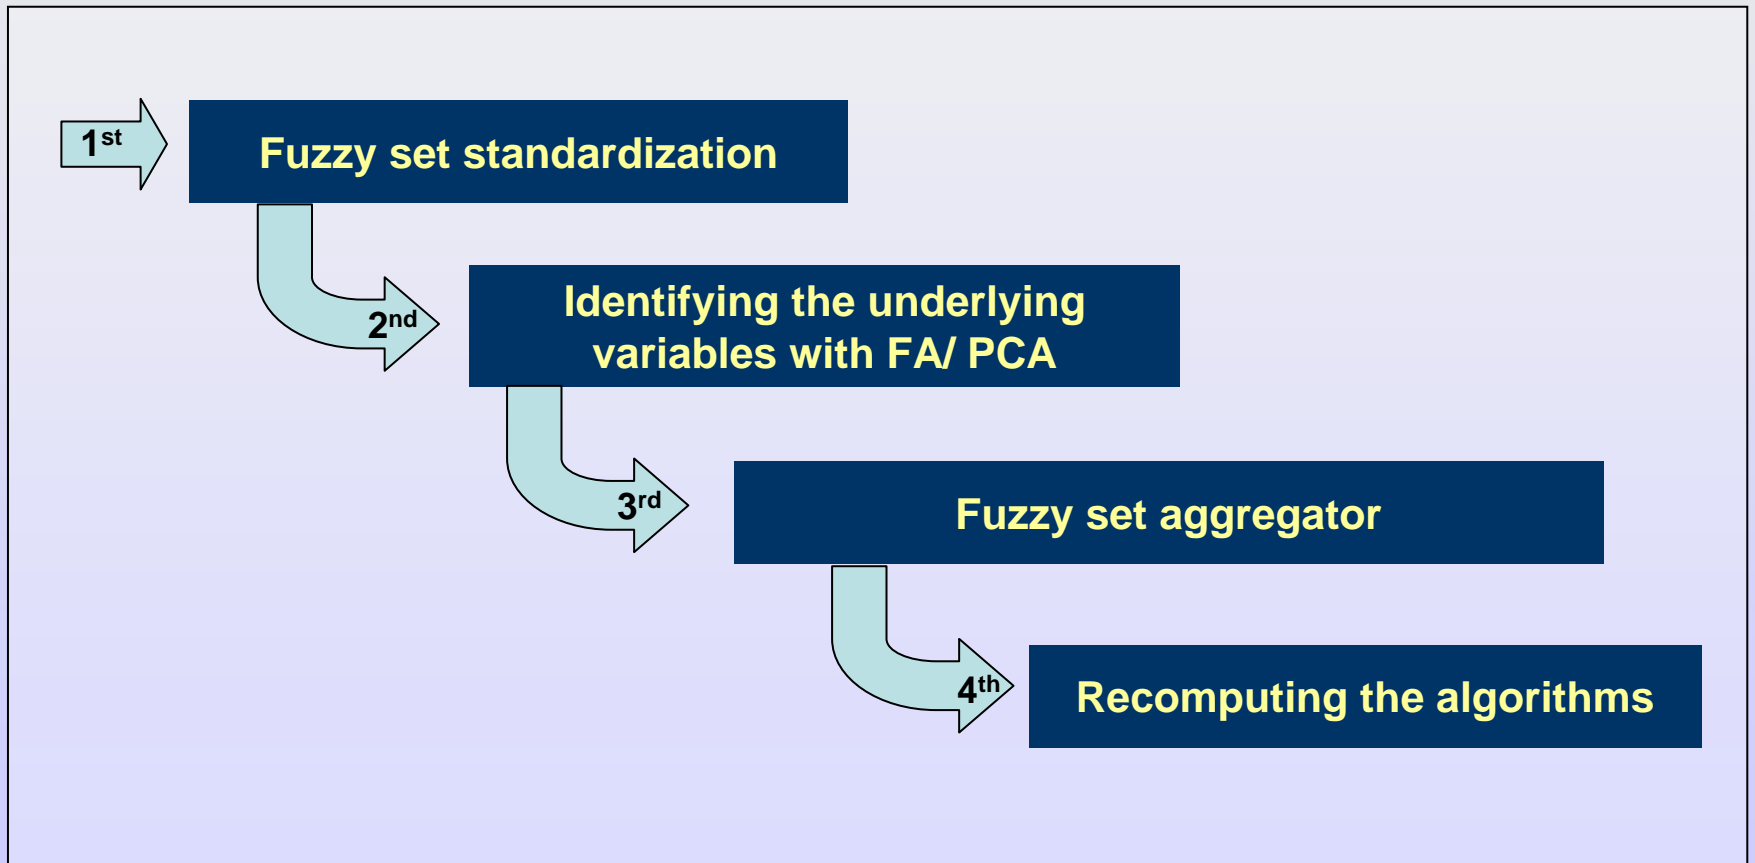 1st
Fuzzy set standardization
2nd
Identifying the underlying
variables with FA/ PCA
3rd
Fuzzy set aggregator
4th
Recomputing the algorithms